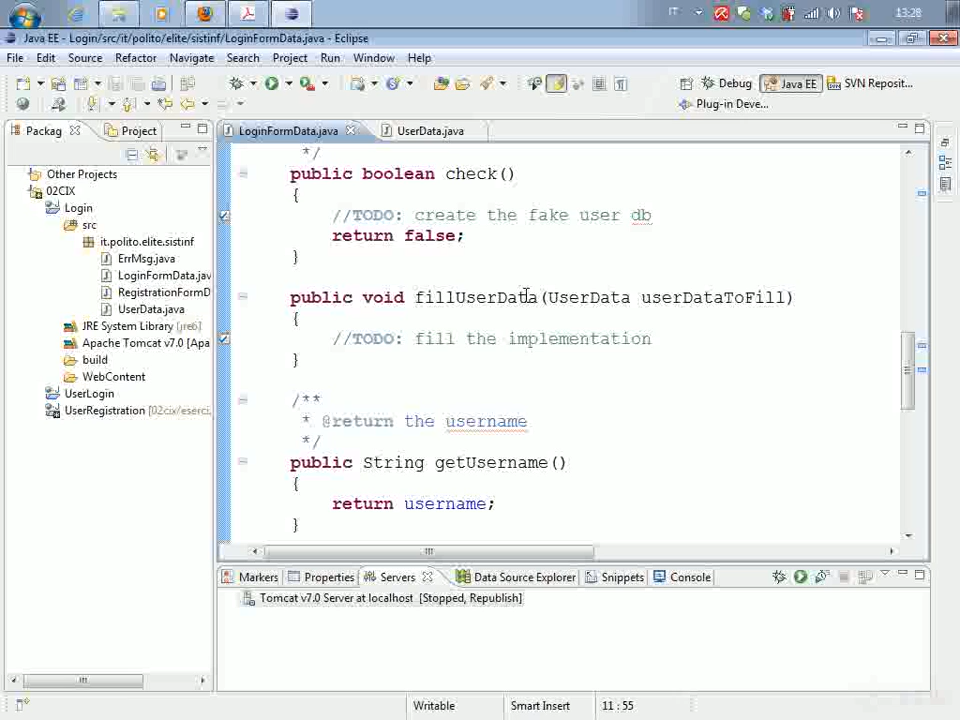 IT
13:28
Java EE - Login/src/it/polito/elite/sistinf/LoginFormData.java - Eclipse
File Edit Source Refactor Navigate Search Project Run Window Help
Debug Java EE SVN Reposit...
Plug-in Deve...
Packag Project
LoginFormData.java UserData.java
Other Projects
02CIX
Login
src
it.polito.elite.sistinf
ErrMsg.java
LoginFormData.jav
RegistrationFormD
UserData.java
JRE System Library [jre6]
Apache Tomcat v7.0 [Apa
build
WebContent
UserLogin
UserRegistration [02cix/eserci
*/
public boolean check()
{
//TODO: create the fake user db
return false;
}
public void fillUserData(UserData userDataToFill)
{
//TODO: fill the implementation
}
/**
* @return the username
*/
public String getUsername()
{
return username;
}
Markers Properties Servers Data Source Explorer Snippets Console
Tomcat v7.0 Server at localhost [Stopped, Republish]
Writable Smart Insert 11 : 55